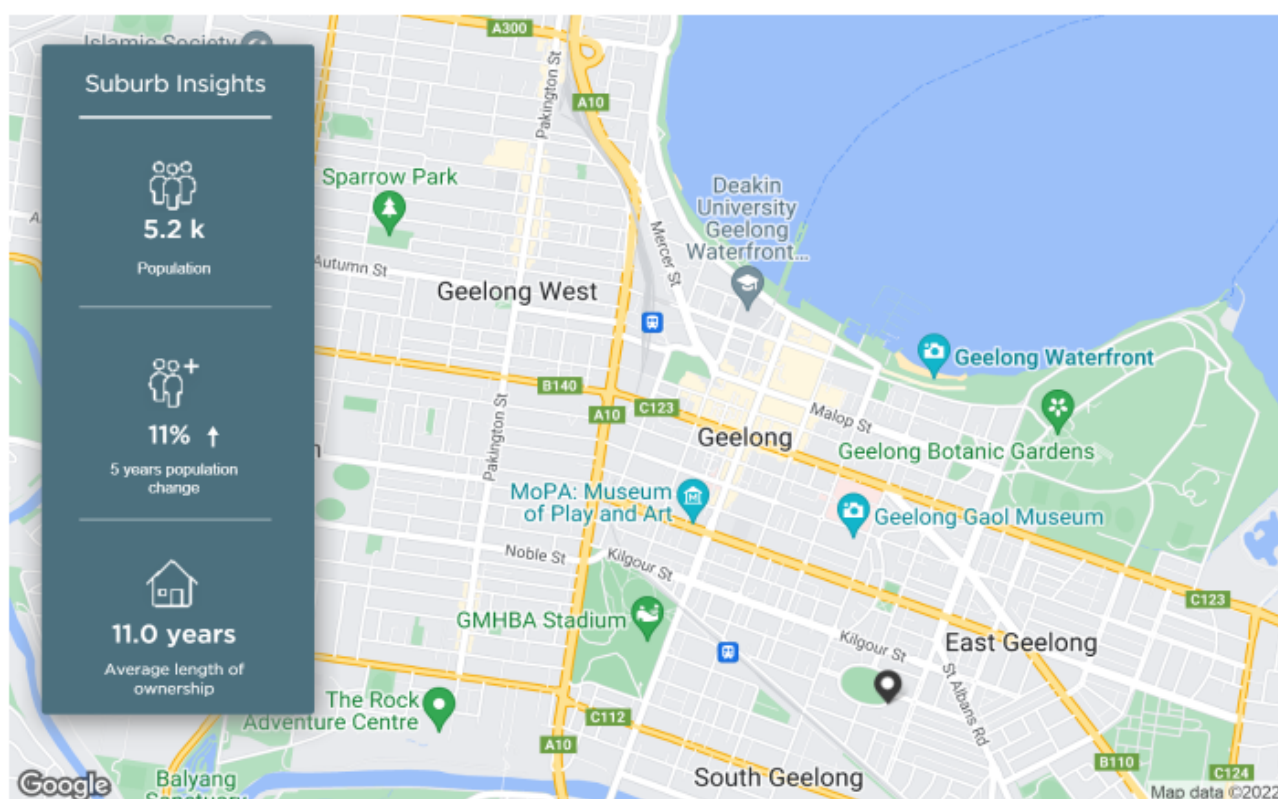 Islamic Society
Suburb Insights
5.2 k
Population
11%
5 years population
change
11.0 years
Average length of
ownership
A300
Pakington St
A10
Sparrow Park
Deakin
University
Geelong
Waterfront...
Mercer St
Autumn St
Geelong West
Geelong Waterfront
B140
A10
C123
Malop St
Pakington St
Geelong
Geelong Botanic Gardens
MoPA: Museum
of Play and Art
Geelong Gaol Museum
Noble St
Kilgour St
C123
GMHBA Stadium
Kilgour St
East Geelong
St Albans Rd
The Rock
Adventure Centre
C112
A10
B110
South Geelong
C124
Balyang
Sanctuary
Google
Map data ©2022